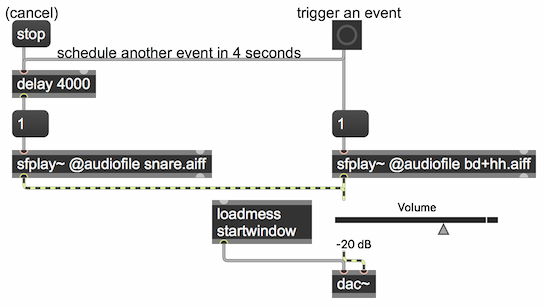 (cancel)
trigger an event
stop
schedule another event in 4 seconds
delay 4000
1
1
sfplay~ @audiofile snare.aiff
sfplay~ @audiofile bd+hh.aiff
loadmess
startwindow
Volume
-20 dB
dac~